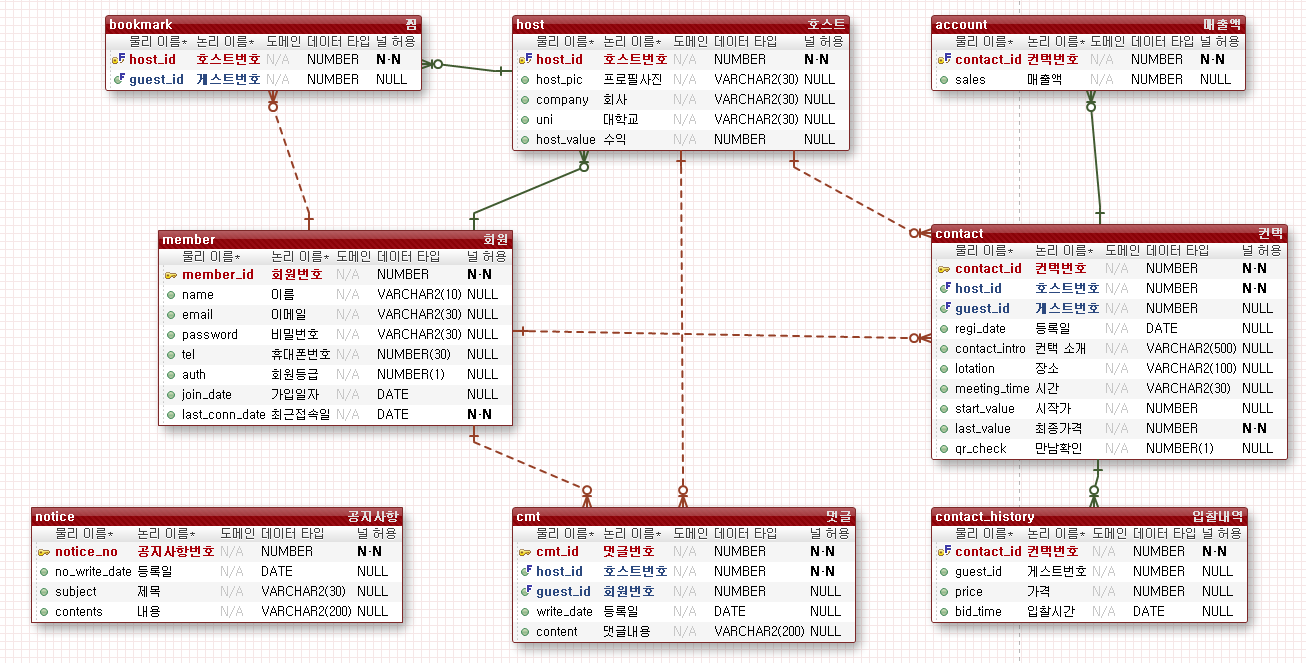 bookmark 찜
물리 이름* 논리 이름* 도메인 데이터 타입 널 허용
host_id 호스트번호 N/A NUMBER N-N
guest_id 게스트번호 N/A NUMBER NULL
host 호스트
물리 이름* 논리 이름* 도메인 데이터 타입 널 허용
host_id 호스트번호 N/A NUMBER N-N
host_pic 프로필사진 N/A VARCHAR2(30) NULL
company 회사 N/A VARCHAR2(30) NULL
uni 대학교 N/A VARCHAR2(30) NULL
host_value 수익 N/A NUMBER NULL
account 매출액
물리 이름* 논리 이름* 도메인 데이터 타입 널 허용
contact_id 컨택번호 N/A NUMBER N-N
sales 매출액 N/A NUMBER NULL
member 회원
물리 이름* 논리 이름* 도메인 데이터 타입 널 허용
member_id 회원번호 N/A NUMBER N-N
name 이름 N/A VARCHAR2(10) NULL
email 이메일 N/A VARCHAR2(30) NULL
password 비밀번호 N/A VARCHAR2(30) NULL
tel 휴대폰번호 N/A NUMBER(30) NULL
auth 회원등급 N/A NUMBER(1) NULL
join_date 가입일자 N/A DATE NULL
last_conn_date 최근접속일 N/A DATE N-N
contact 컨택
물리 이름* 논리 이름* 도메인 데이터 타입 널 허용
contact_id 컨택번호 N/A NUMBER N-N
host_id 호스트번호 N/A NUMBER N-N
guest_id 게스트번호 N/A NUMBER NULL
regi_date 등록일 N/A DATE NULL
contact_intro 컨택 소개 N/A VARCHAR2(500) NULL
lotation 장소 N/A VARCHAR2(100) NULL
meeting_time 시간 N/A VARCHAR2(30) NULL
start_value 시작가 N/A NUMBER NULL
last_value 최종가격 N/A NUMBER N-N
qr_check 만남확인 N/A NUMBER(1) NULL
notice 공지사항
물리 이름* 논리 이름* 도메인 데이터 타입 널 허용
notice_no 공지사항번호 N/A NUMBER N-N
no_write_date 등록일 N/A DATE NULL
subject 제목 N/A VARCHAR2(30) NULL
contents 내용 N/A VARCHAR2(200) NULL
cmt 댓글
물리 이름* 논리 이름* 도메인 데이터 타입 널 허용
cmt_id 댓글번호 N/A NUMBER N-N
host_id 호스트번호 N/A NUMBER N-N
guest_id 회원번호 N/A NUMBER NULL
write_date 등록일 N/A DATE NULL
content 댓글내용 N/A VARCHAR2(200) NULL
contact_history 입찰내역
물리 이름* 논리 이름* 도메인 데이터 타입 널 허용
contact_id 컨택번호 N/A NUMBER N-N
guest_id 게스트번호 N/A NUMBER NULL
price 가격 N/A NUMBER NULL
bid_time 입찰시간 N/A DATE NULL